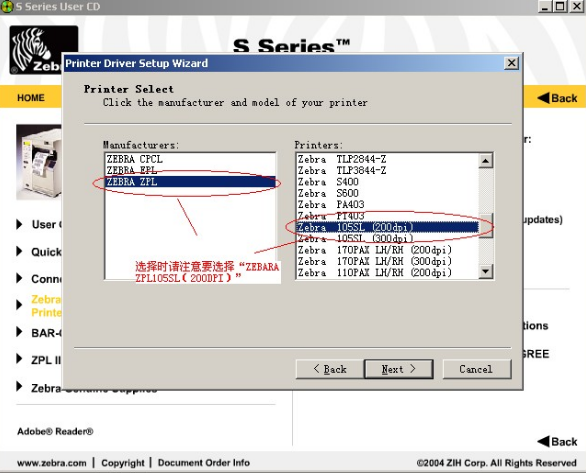 S Series User CD
S Series™
Zeb
Printer Driver Setup Wizard
HOME
Back
Printer Select
Click the manufacturer and model of your printer
r:
Manufacturers:
Printers:
ZEBRA CPCL
ZEBRA EPL
ZEBRA ZPL
Zebra TLP2844-Z
Zebra TLP3844-Z
Zebra S400
Zebra S600
Zebra PA403
Zebra PT403
Zebra 105SL (200dpi)
Zebra 105SL (300dpi)
Zebra 170PAX LH/RH (200dpi)
Zebra 170PAX LH/RH (300dpi)
Zebra 110PAX LH/RH (200dpi)
选择时请注意要选择“ZEBARA
ZPL105SL(200DPI)”
User
pdates)
Quick
Conn
Zebra
Printe
BAR-
tions
ZPL II
REE
Zebra
< Back
Next >
Cancel
Adobe® Reader®
Back
www.zebra.com | Copyright | Document Order Info
©2004 ZIH Corp. All Rights Reserved